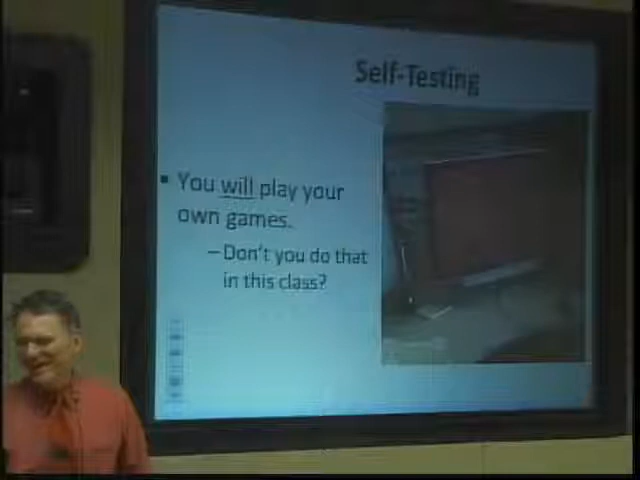 Self-Testing
▪ You will play your
own games.
–Don't you do that
in this class?